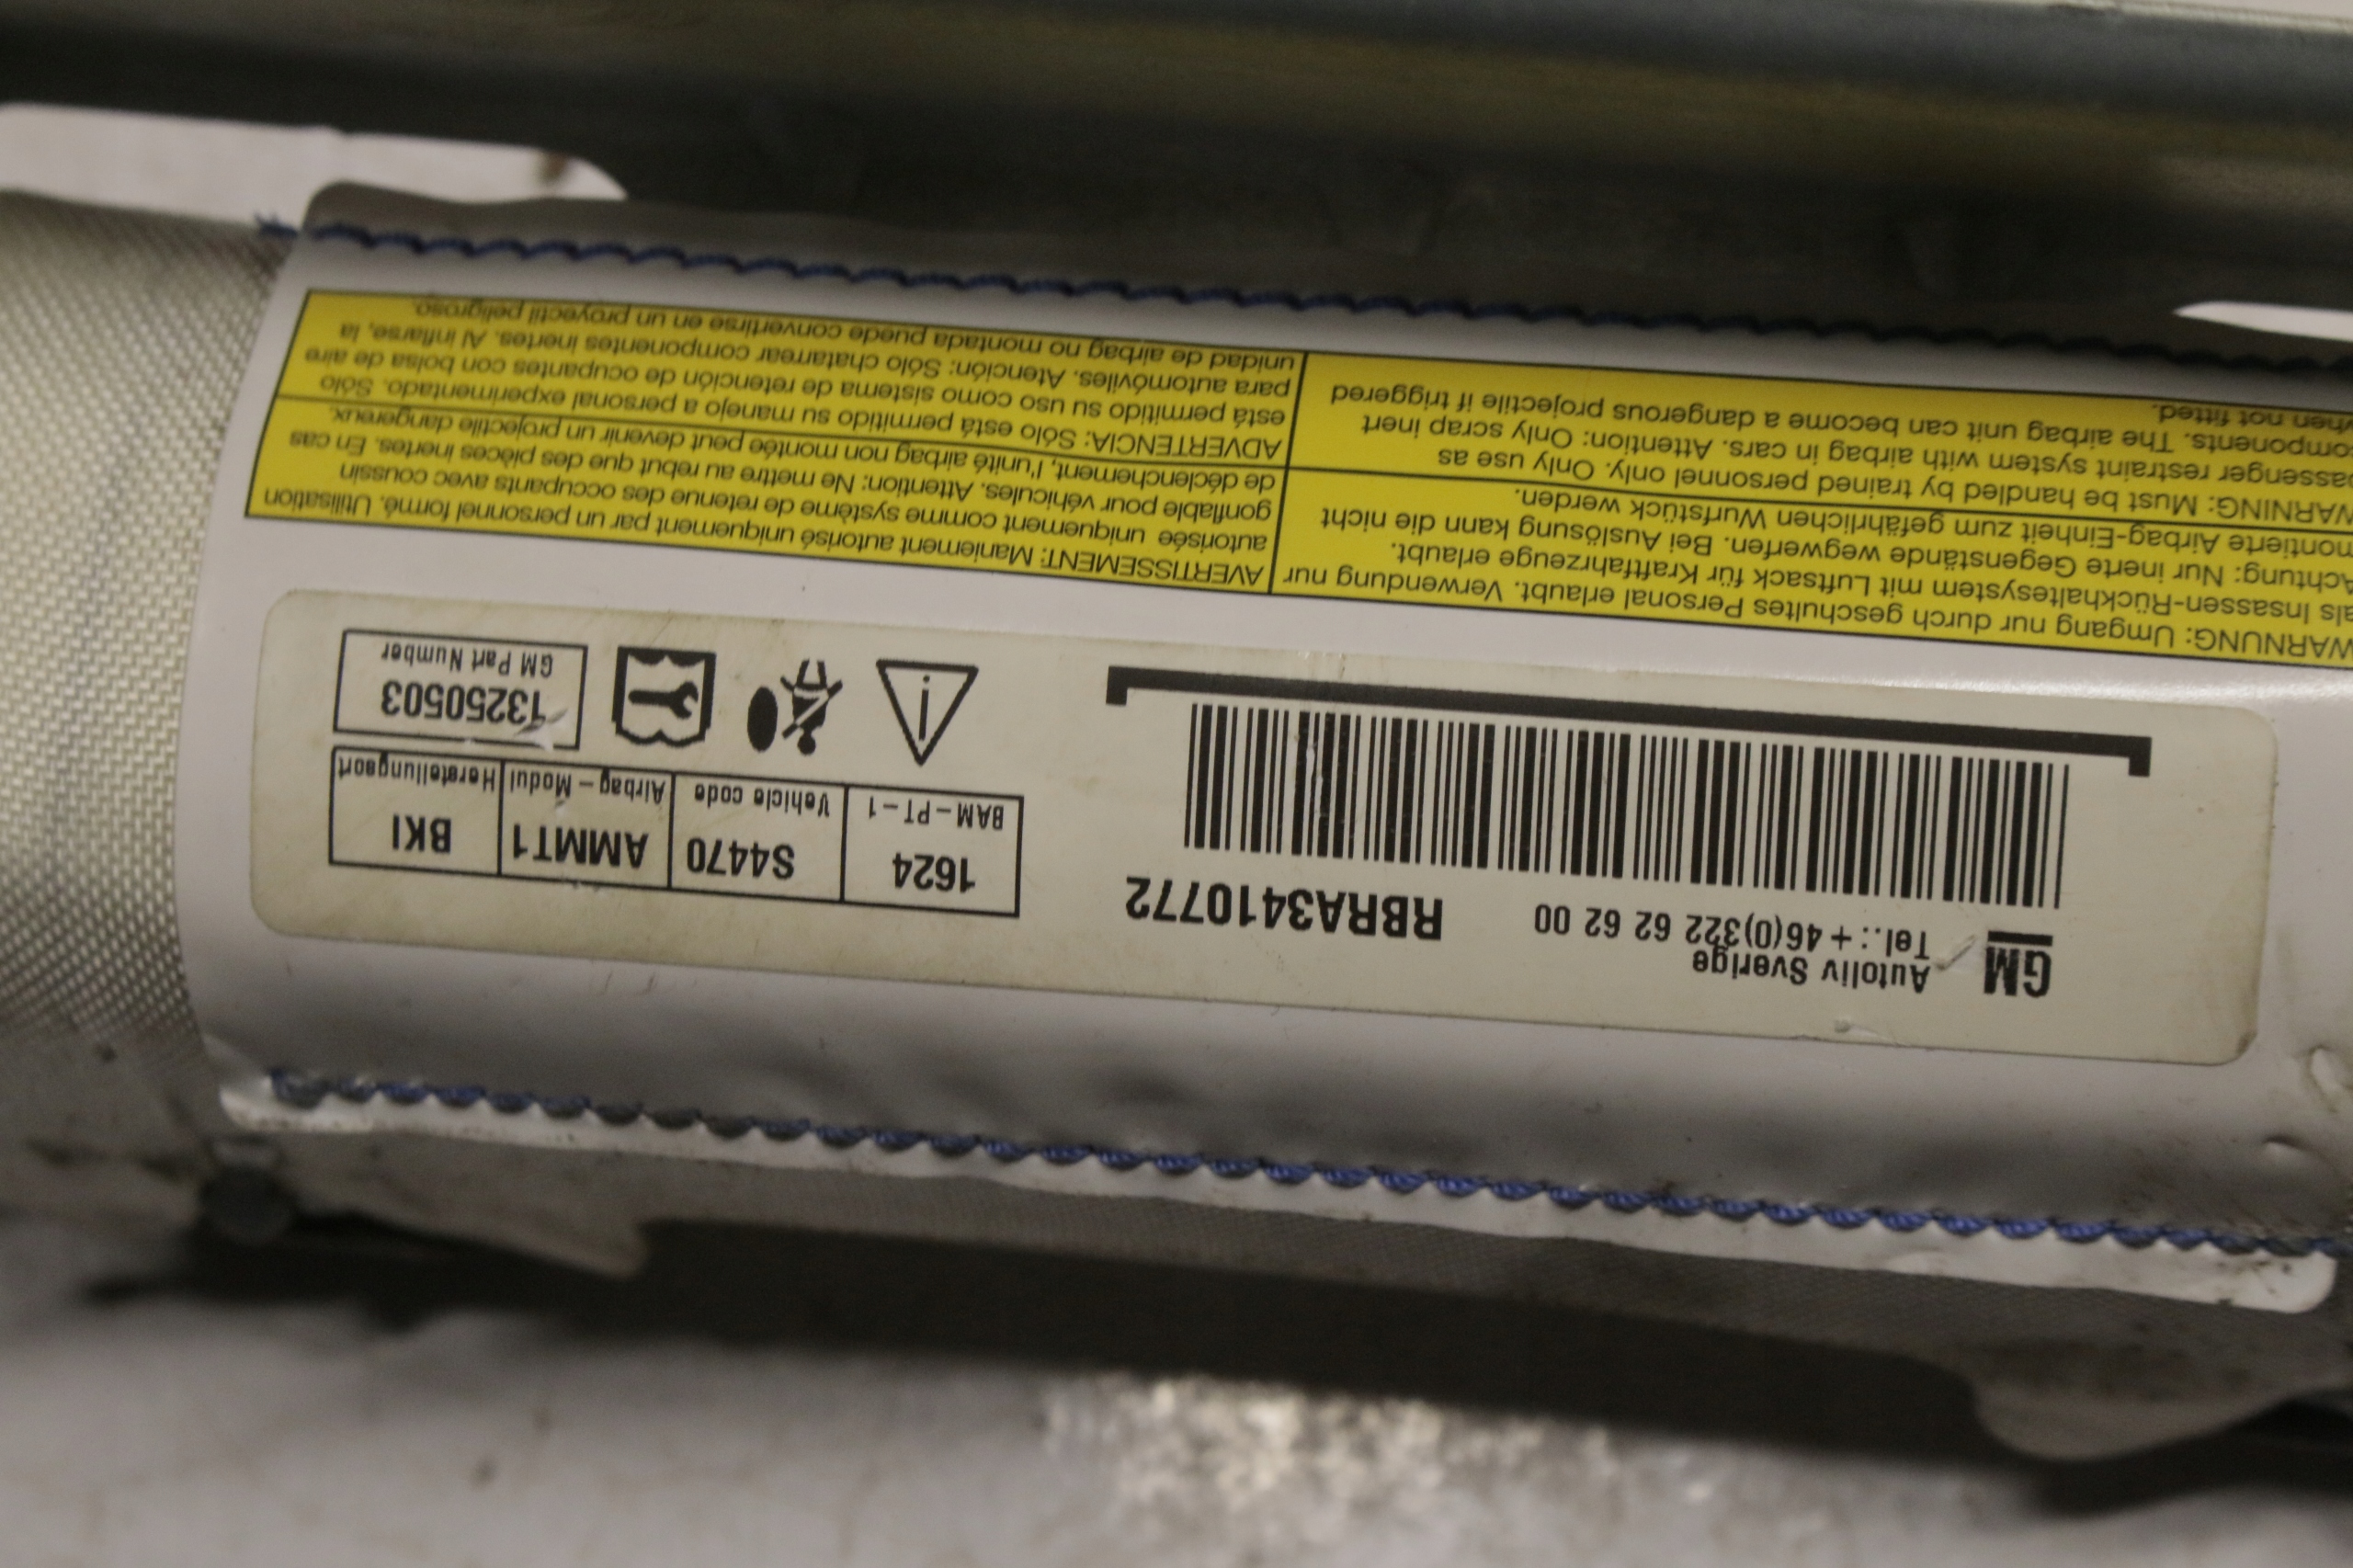 GM
Autoliv Sverige
Tel.: + 46(0)322 62 62 00
RBRA3410772
1624
BAM-PT-1
S4470
Vehicle code
AMMT1
Airbag-Modul
BKI
Herstellungsort
13250503
GM Part Number
WARNUNG: Umgang nur durch geschultes Personal erlaubt. Verwendung nur
als Insassen-Rückhaltesystem mit Luftsack für Kraftfahrzeuge erlaubt.
Achtung: Nur inerte Gegenstände wegwerfen. Bei Auslösung kann die nicht
montierte Airbag-Einheit zum gefährlichen Wurfstück werden.
WARNING: Must be handled by trained personnel only. Only use as
passenger restraint system with airbag in cars. Attention: Only scrap inert
components. The airbag unit can become a dangerous projectile if triggered
when not fitted.
AVERTISSEMENT: Maniement autorisé uniquement par un personnel formé. Utilisation
autorisée uniquement comme système de retenue des occupants avec coussin
gonflable pour véhicules. Attention: Ne mettre au rebut que des pièces inertes. En cas
de déclenchement, l'unité airbag non montée peut devenir un projectile dangereux.
ADVERTENCIA: Sólo está permitido su manejo a personal experimentado. Sólo
está permitido su uso como sistema de retención de ocupantes con bolsa de aire
para automóviles. Atención: Sólo chatarrear componentes inertes. Al inflarse, la
unidad de airbag no montada puede convertirse en un proyectil peligroso.